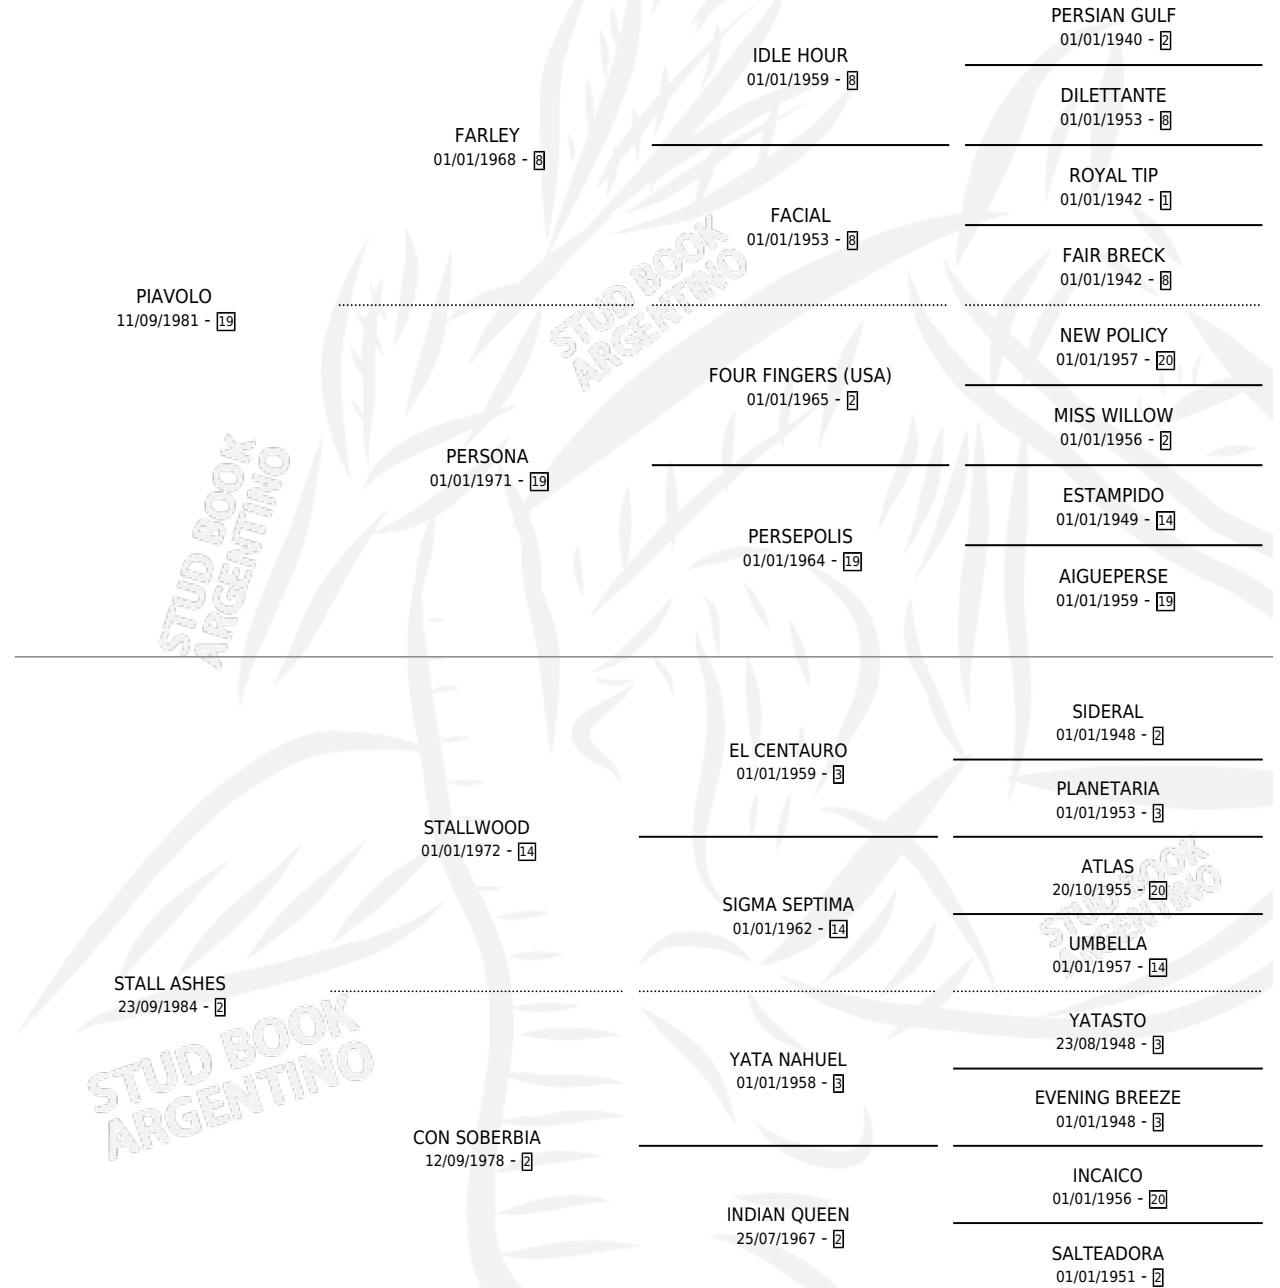 PERSIAN GULF
01/01/1940 - 2
IDLE HOUR
01/01/1959 - 8
DILETTANTE
01/01/1953 - 8
FARLEY
01/01/1968 - 8
ROYAL TIP
01/01/1942 - 1
FACIAL
01/01/1953 - 8
FAIR BRECK
01/01/1942 - 8
PIAVOLO
11/09/1981 - 19
NEW POLICY
01/01/1957 - 20
FOUR FINGERS (USA)
01/01/1965 - 2
MISS WILLOW
01/01/1956 - 2
PERSONA
01/01/1971 - 19
ESTAMPIDO
01/01/1949 - 14
PERSEPOLIS
01/01/1964 - 19
AIGUEPERSE
01/01/1959 - 19
SIDERAL
01/01/1948 - 2
EL CENTAURO
01/01/1959 - 3
PLANETARIA
01/01/1953 - 3
STALLWOOD
01/01/1972 - 14
ATLAS
20/10/1955 - 20
SIGMA SEPTIMA
01/01/1962 - 14
UMBELLA
01/01/1957 - 14
STALL ASHES
23/09/1984 - 2
YATASTO
23/08/1948 - 3
YATA NAHUEL
01/01/1958 - 3
EVENING BREEZE
01/01/1948 - 3
CON SOBERBIA
12/09/1978 - 2
INCAICO
01/01/1956 - 20
INDIAN QUEEN
25/07/1967 - 2
SALTEADORA
01/01/1951 - 2
STUD BOOK
ARGENTINO
STUD BOOK
ARGENTINO
STUD BOOK
ARGENTINO
STUD BOOK
ARGENTINO